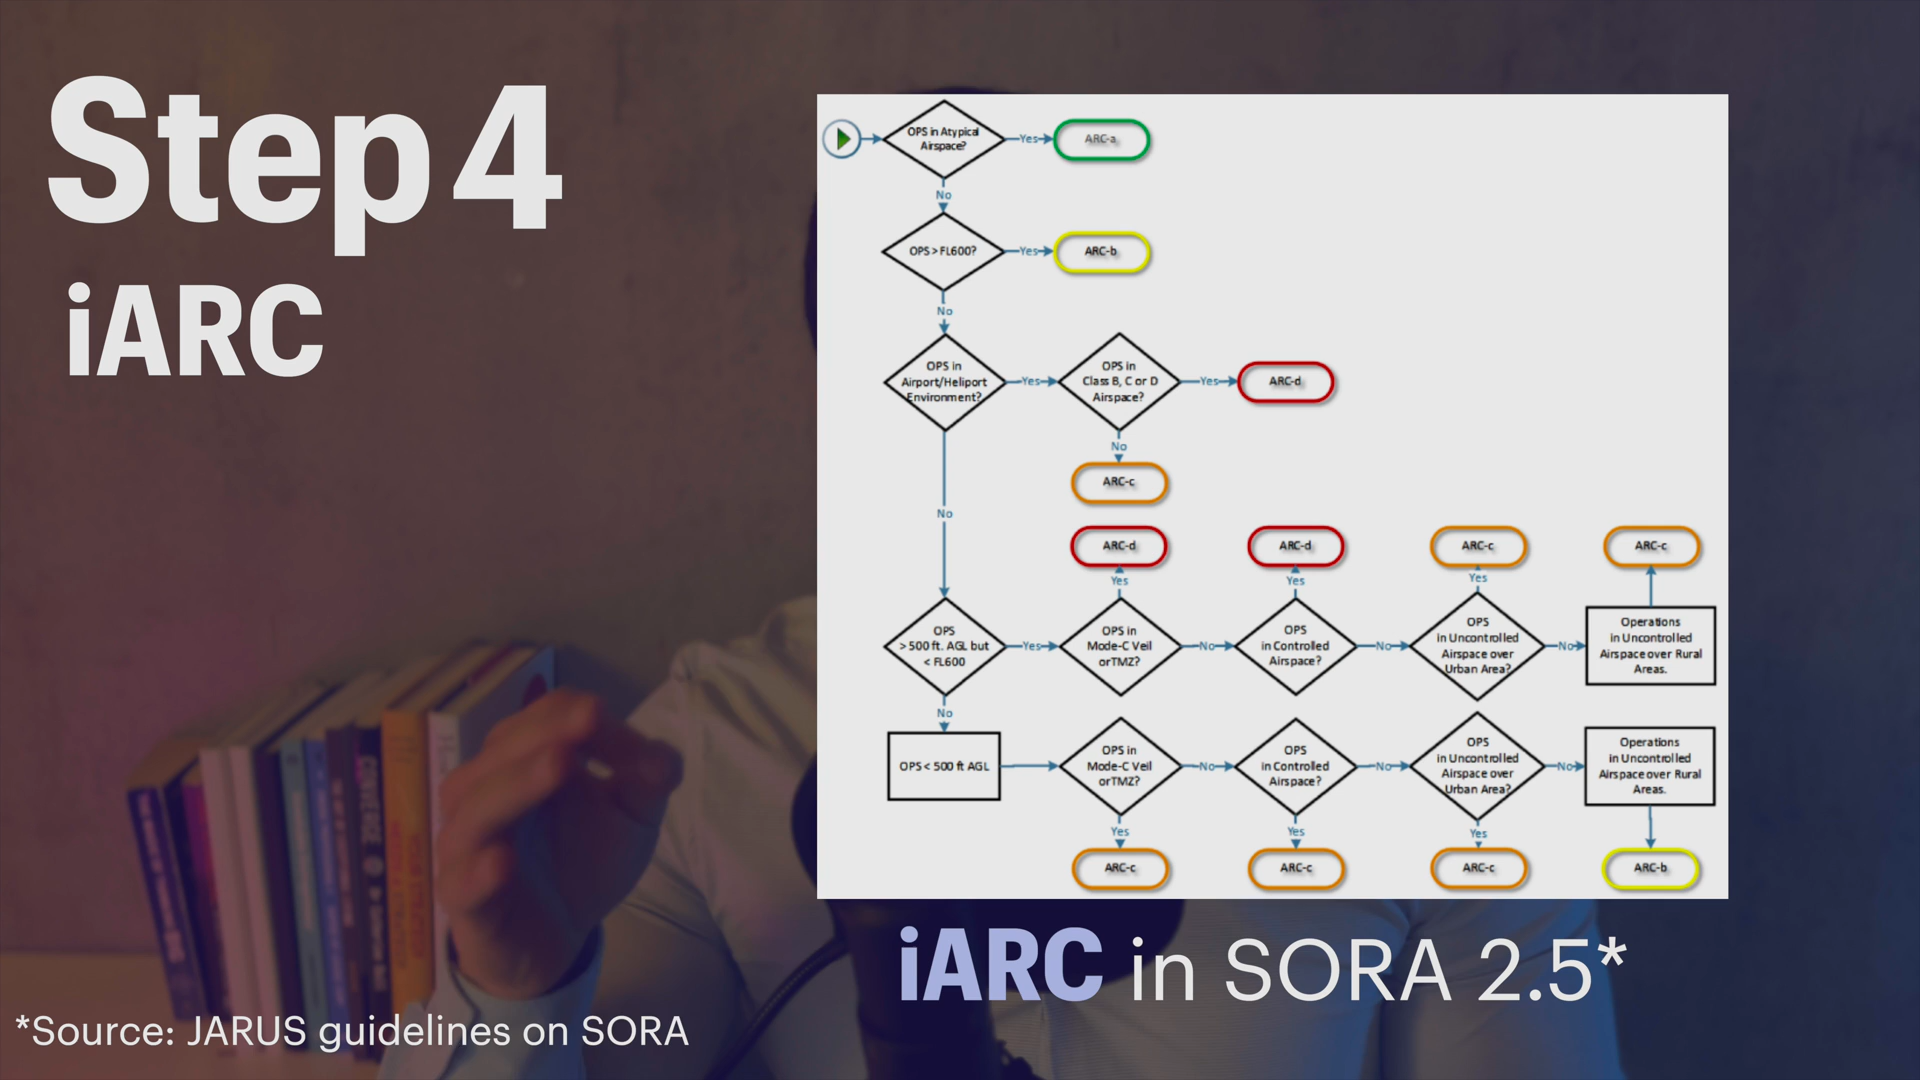 Step 4
iARC
OPS in Atypical
Airspace?
Yes
ARC-a
No
OPS > FL600?
Yes
ARC-b
No
OPS in
Airport/Heliport
Environment?
Yes
OPS in
Class B, C or D
Airspace?
Yes
ARC-d
No
ARC-c
No
ARC-d
ARC-d
ARC-c
ARC-c
Yes
Yes
Yes
OPS
> 500 ft. AGL but
< FL600
Yes
OPS in
Mode-C Veil
orTMZ?
No
OPS
in Controlled
Airspace?
No
OPS
in Uncontrolled
Airspace over
Urban Area?
No
Operations
in Uncontrolled
Airspace over Rural
Areas.
No
OPS < 500 ft AGL
OPS in
Mode-C Veil
orTMZ?
No
OPS
in Controlled
Airspace?
No
OPS
in Uncontrolled
Airspace over
Urban Area?
No
Operations
in Uncontrolled
Airspace over Rural
Areas.
Yes
Yes
Yes
ARC-c
ARC-c
ARC-c
ARC-b
iARC in SORA 2.5*
*Source: JARUS guidelines on SORA
CONVERGE